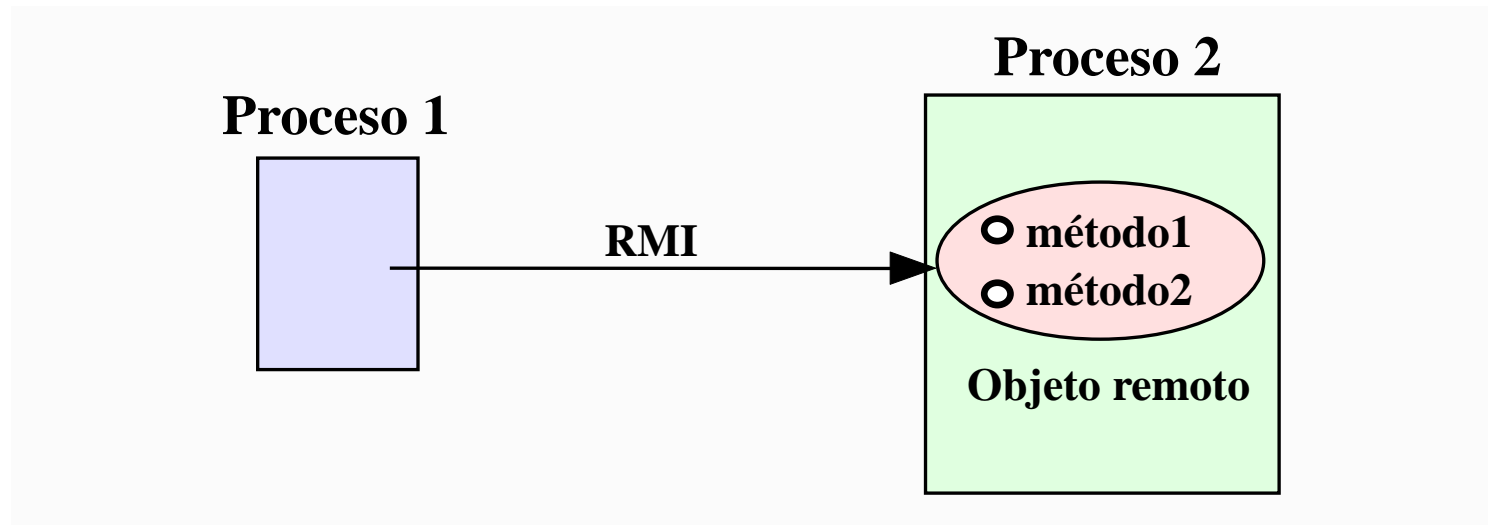 Proceso 1
RMI
Proceso 2
método1
método2
Objeto remoto